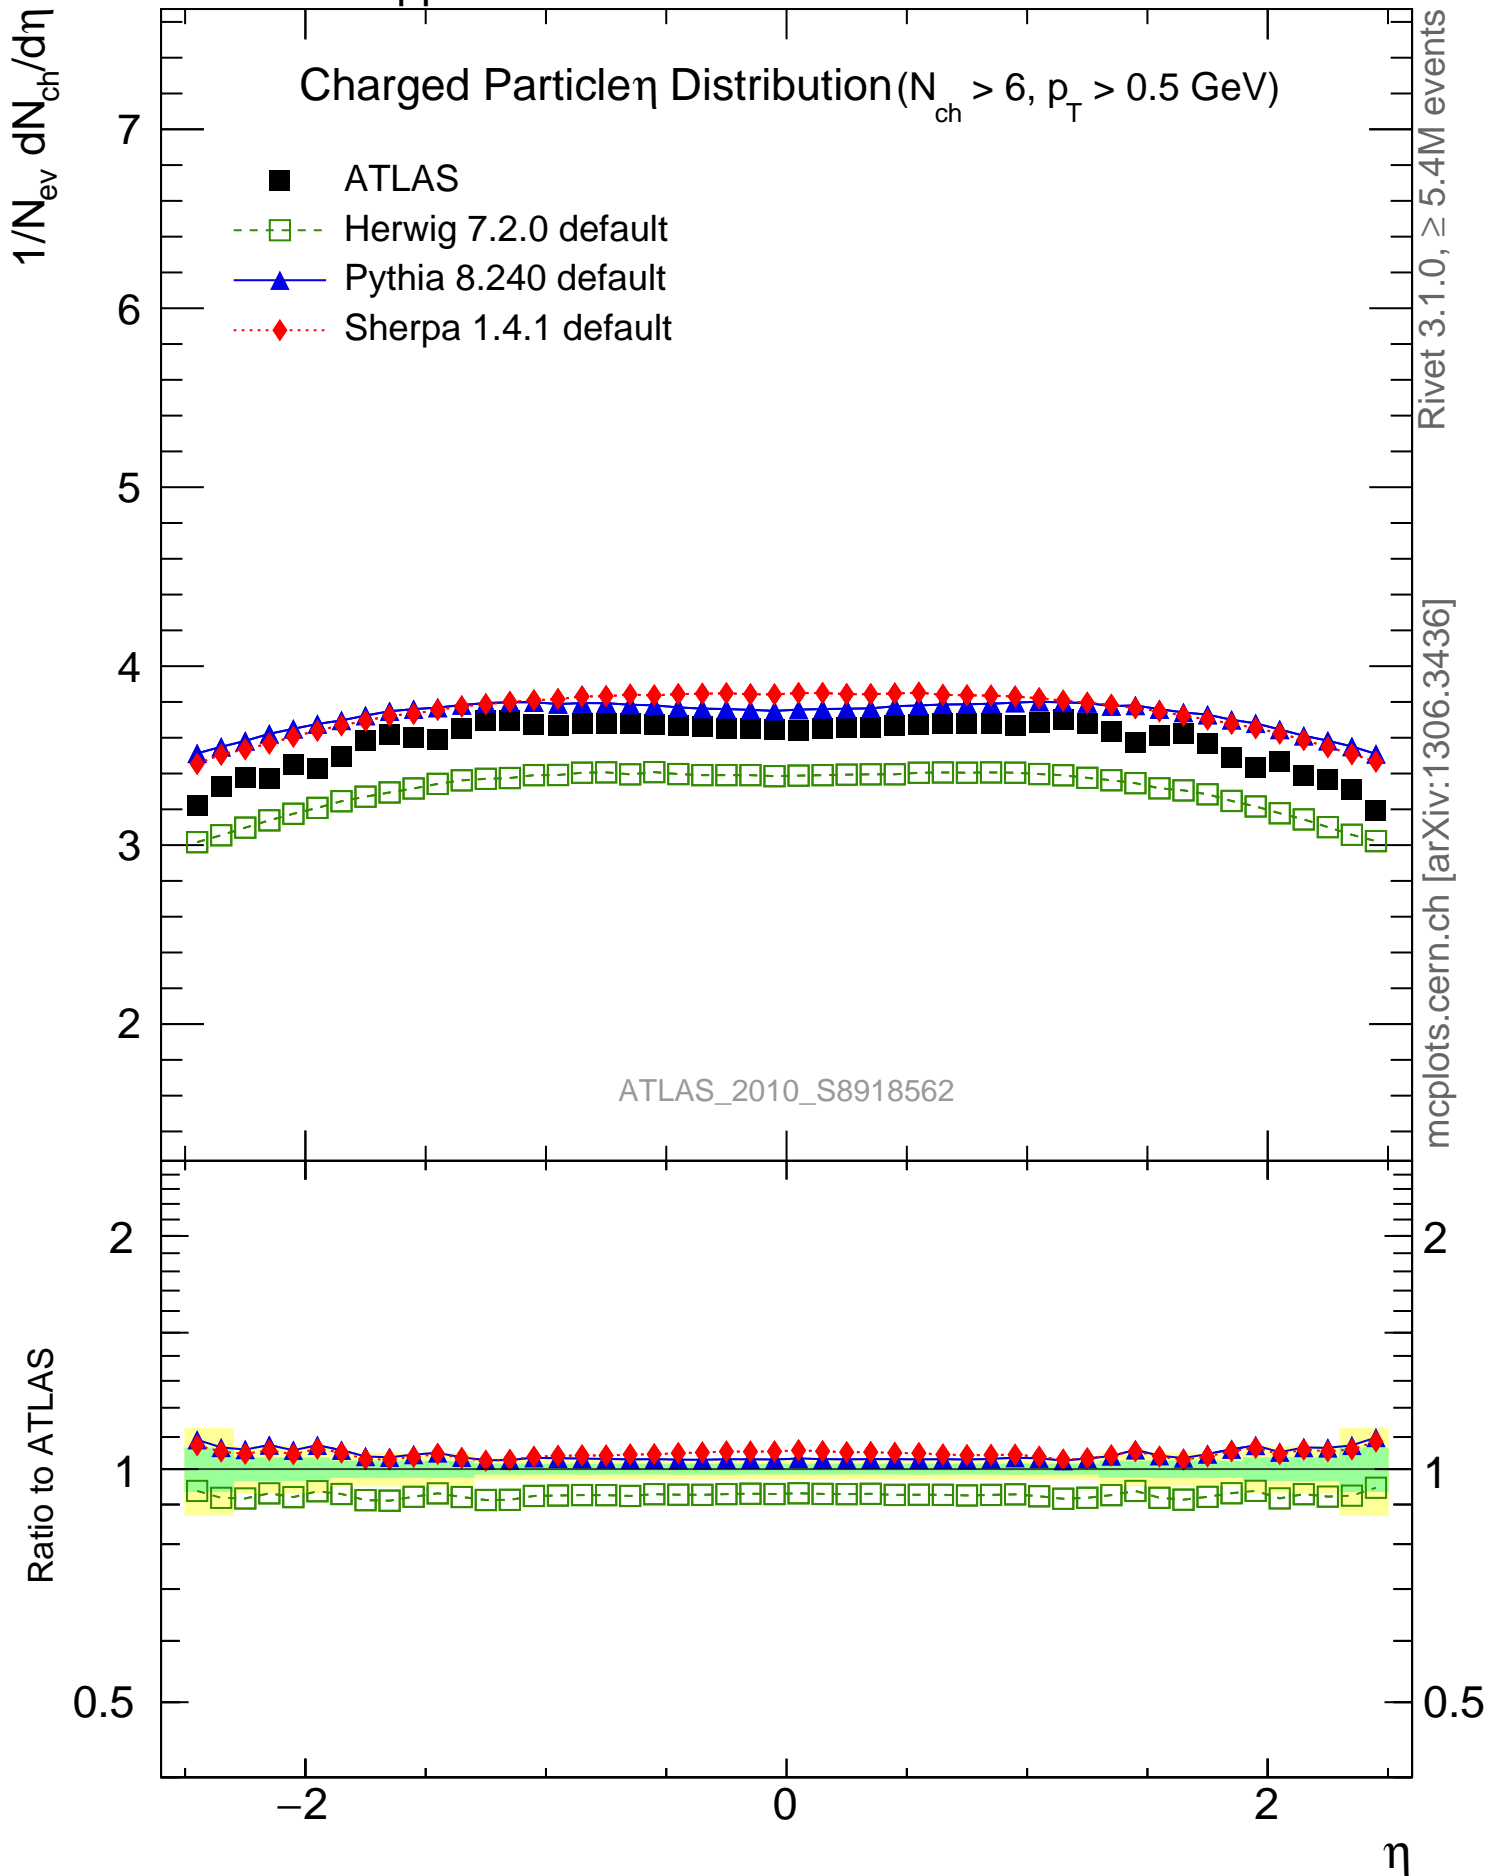 1/N_ev dN_ch/dη
Charged Particleη Distribution(N_ch > 6, p_T > 0.5 GeV)
ATLAS
Herwig 7.2.0 default
Pythia 8.240 default
Sherpa 1.4.1 default
7
6
5
4
3
2
ATLAS_2010_S8918562
Rivet 3.1.0, ≥ 5.4M events
mcplots.cern.ch [arXiv:1306.3436]
Ratio to ATLAS
2
1
0.5
2
1
0.5
−2
0
2
η